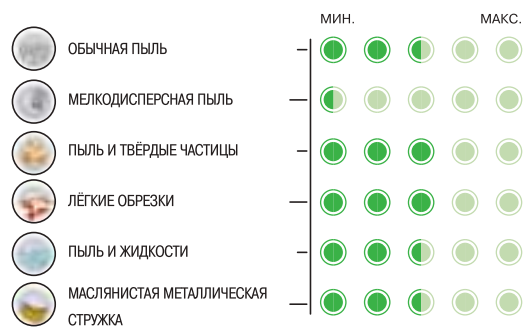 МИН. МАКС.
ОБЫЧНАЯ ПЫЛЬ
МЕЛКОДИСПЕРСНАЯ ПЫЛЬ
ПЫЛЬ И ТВЁРДЫЕ ЧАСТИЦЫ
ЛЁГКИЕ ОБРЕЗКИ
ПЫЛЬ И ЖИДКОСТИ
МАСЛЯНИСТАЯ МЕТАЛЛИЧЕСКАЯ
СТРУЖКА